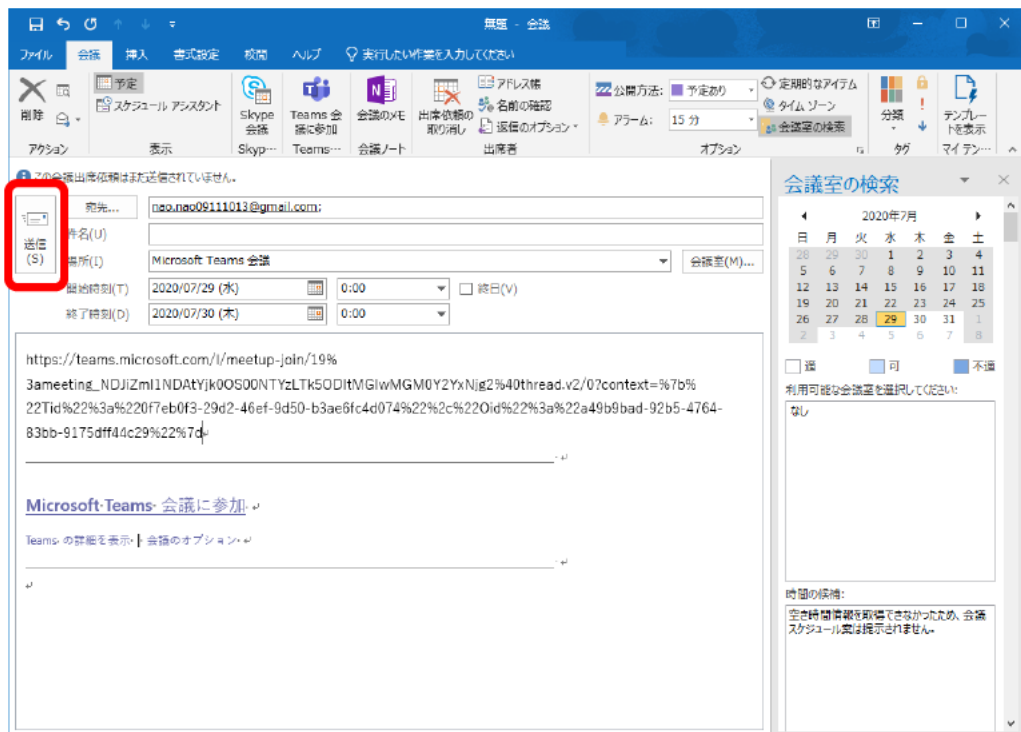 無題 - 会議
ファイル 会議 挿入 書式設定 校閲 ヘルプ 実行したい作業を入力してください
削除
アクション
予定
スケジュール アシスタント
表示
Skype
会議
Skyp…
Teams 会
議に参加
Teams…
会議のメモ
会議ノート
出席依頼の
取り消し
アドレス帳
名前の確認
返信のオプション
出席者
公開方法: 予定あり
アラーム: 15 分
定期的なアイテム
タイム ゾーン
会議室の検索
オプション
分類
タグ
テンプレー
トを表示
マイ テン…
この会議出席依頼はまだ送信されていません。
送信
(S)
宛先... nao.nao09111013@gmail.com;
件名(U)
場所(I) Microsoft Teams 会議 会議室(M)...
開始時刻(T) 2020/07/29 (水) 0:00 終日(V)
終了時刻(D) 2020/07/30 (木) 0:00
https://teams.microsoft.com/l/meetup-join/19%
3ameeting_NDJiZmI1NDAtYjk0OS00NTYzLTk5ODItMGIwMGM0Y2YxNjg2%40thread.v2/0?context=%7b%
22Tid%22%3a%220f7eb0f3-29d2-46ef-9d50-b3ae6fc4d074%22%2c%22Oid%22%3a%22a49b9bad-92b5-4764-
83bb-9175dff44c29%22%7d
Microsoft Teams 会議に参加
Teams の詳細を表示 | 会議のオプション
会議室の検索
2020年7月
日 月 火 水 木 金 土
28 29 30 1 2 3 4
5 6 7 8 9 10 11
12 13 14 15 16 17 18
19 20 21 22 23 24 25
26 27 28 29 30 31 1
2 3 4 5 6 7 8
適 可 不適
利用可能な会議室を選択してください:
なし
時間の候補:
空き時間情報を取得できなかったため、会議
スケジュール案は提示されません。